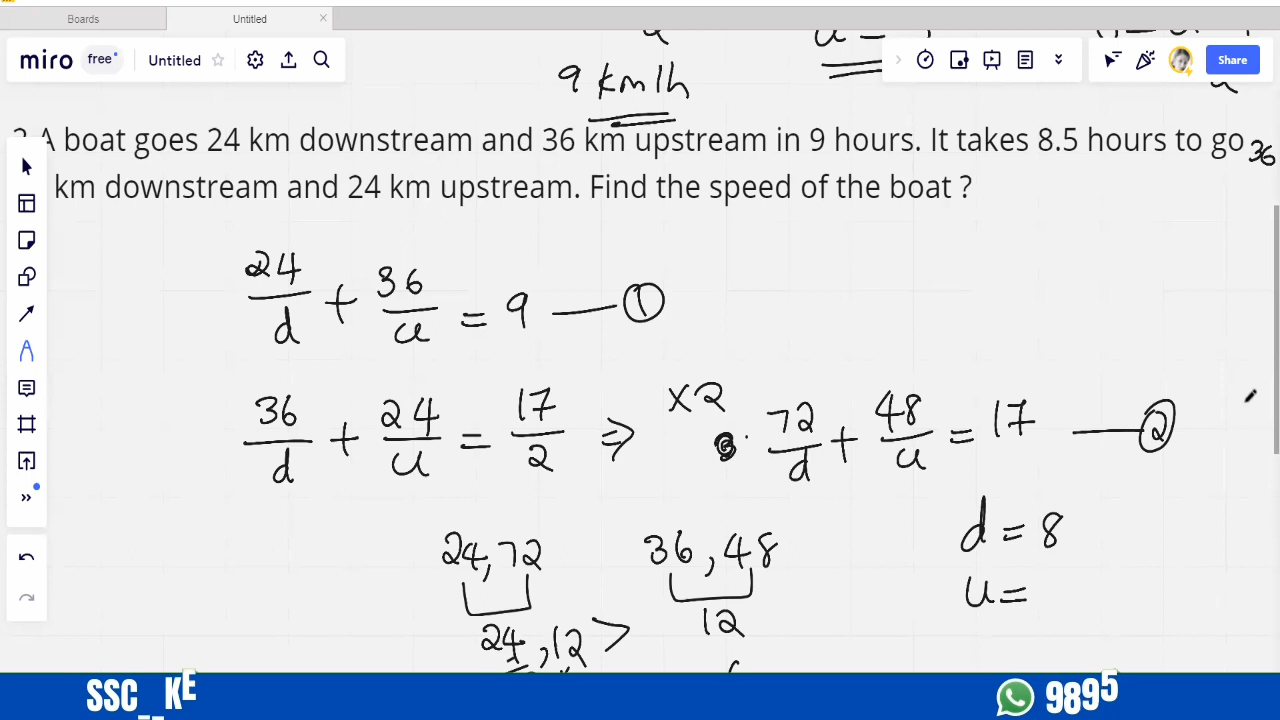 Boards
Untitled
miro free Untitled
Share
9 km/h
A boat goes 24 km downstream and 36 km upstream in 9 hours. It takes 8.5 hours to go 36
km downstream and 24 km upstream. Find the speed of the boat ?
24/d + 36/u = 9 — ①
36/d + 24/u = 17/2 ⇒ ×2 72/d + 48/u = 17 — ②
d = 8
u =
24, 72
36, 48
24, 12 >
12
SSC__KE
9895